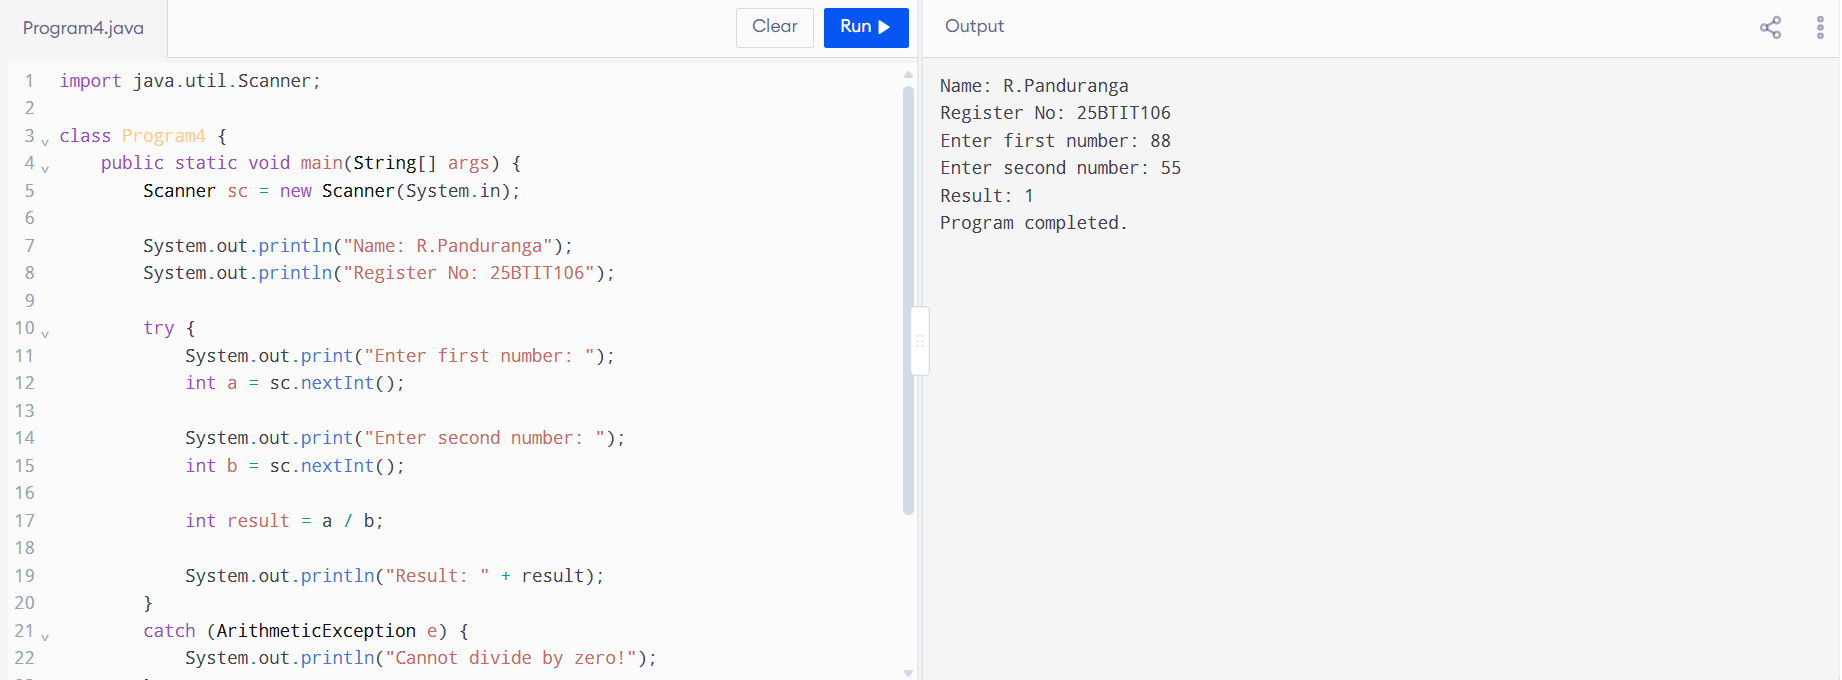 Program4.java
Clear
Run
1 import java.util.Scanner;
2
3 class Program4 {
4 public static void main(String[] args) {
5 Scanner sc = new Scanner(System.in);
6
7 System.out.println("Name: R.Panduranga");
8 System.out.println("Register No: 25BTIT106");
9
10 try {
11 System.out.print("Enter first number: ");
12 int a = sc.nextInt();
13
14 System.out.print("Enter second number: ");
15 int b = sc.nextInt();
16
17 int result = a / b;
18
19 System.out.println("Result: " + result);
20 }
21 catch (ArithmeticException e) {
22 System.out.println("Cannot divide by zero!");
Output
Name: R.Panduranga
Register No: 25BTIT106
Enter first number: 88
Enter second number: 55
Result: 1
Program completed.